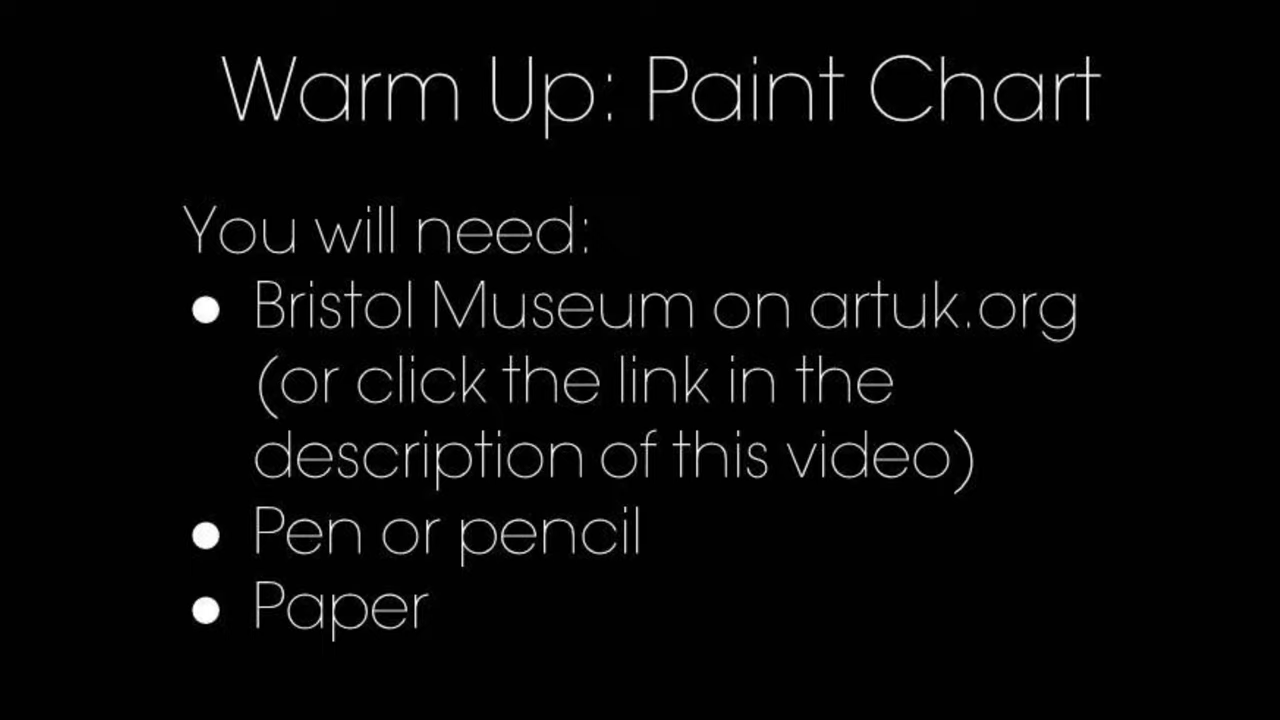 Warm Up: Paint Chart
You will need:
● Bristol Museum on artuk.org
(or click the link in the
description of this video)
● Pen or pencil
● Paper